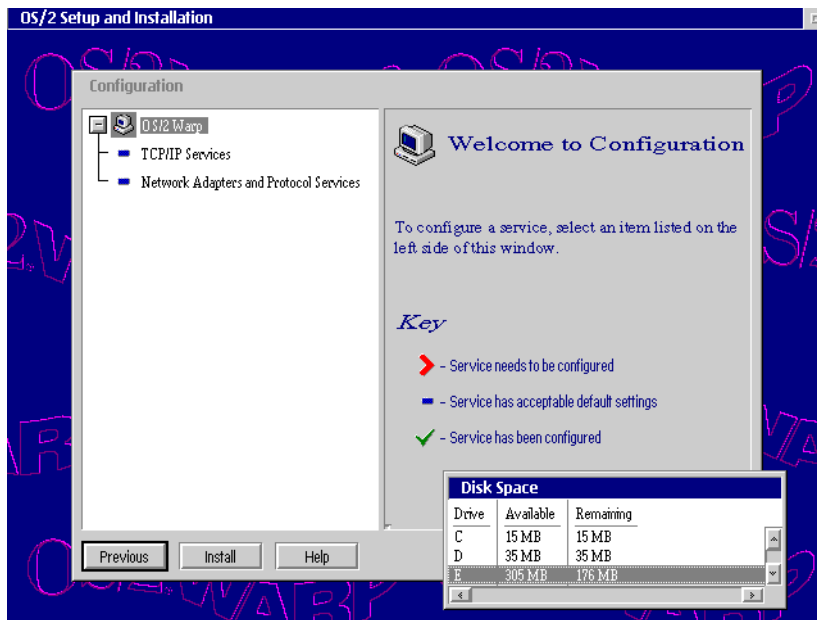 OS/2 Setup and Installation
Configuration
OS/2 Warp
TCP/IP Services
Network Adapters and Protocol Services
Welcome to Configuration
To configure a service, select an item listed on the
left side of this window.
Key
- Service needs to be configured
- Service has acceptable default settings
- Service has been configured
Previous Install Help
Disk Space
Drive Available Remaining
C 15 MB 15 MB
D 35 MB 35 MB
E 305 MB 176 MB